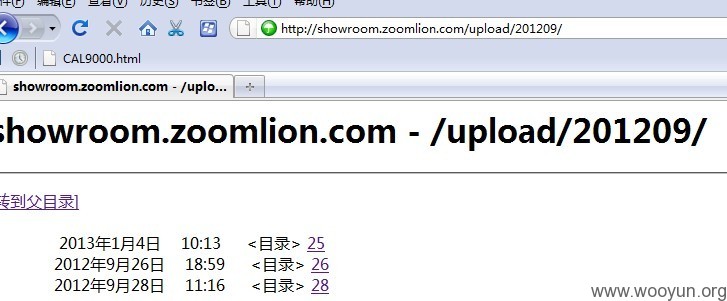 http://showroom.zoomlion.com/upload/201209/
CAL9000.html
showroom.zoomlion.com - /uplo...
showroom.zoomlion.com - /upload/201209/
转到父目录]
2013年1月4日 10:13 <目录> 25
2012年9月26日 18:59 <目录> 26
2012年9月28日 11:16 <目录> 28
www.wooyun.org